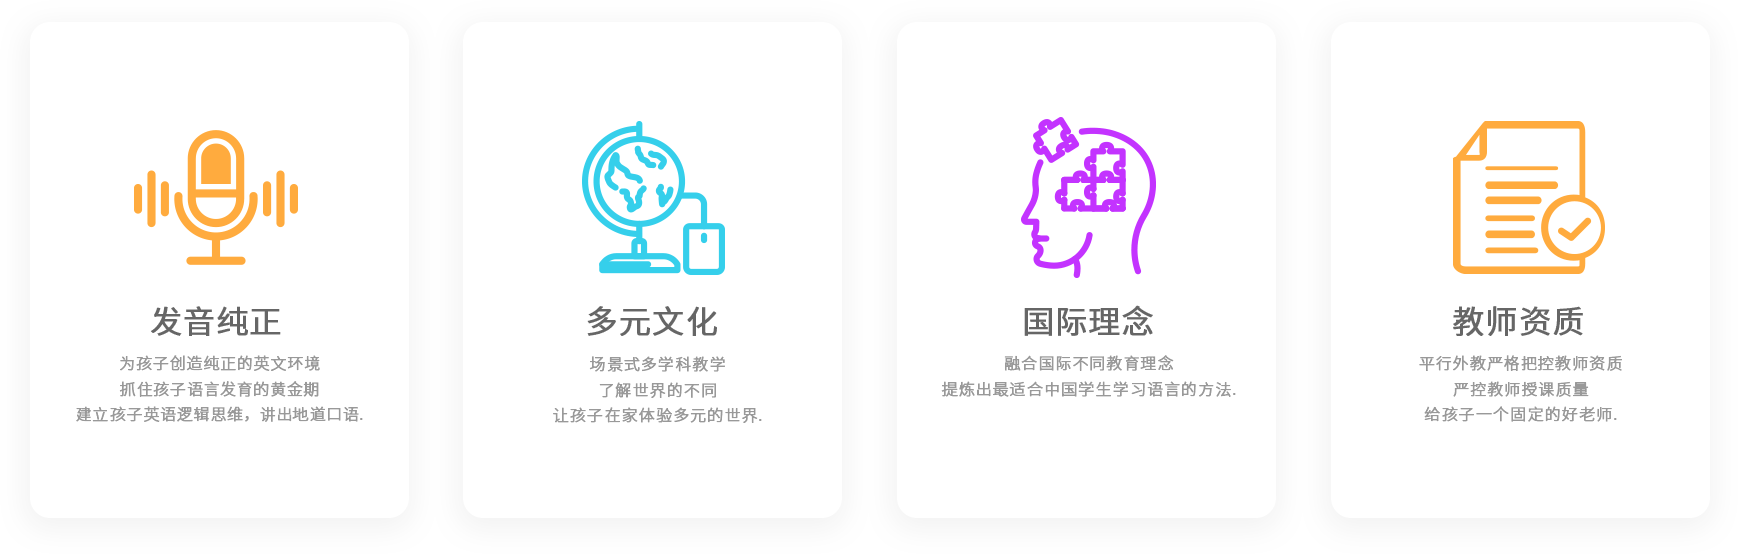 发音纯正
为孩子创造纯正的英文环境
抓住孩子语言发育的黄金期
建立孩子英语逻辑思维，讲出地道口语.
多元文化
场景式多学科教学
了解世界的不同
让孩子在家体验多元的世界.
国际理念
融合国际不同教育理念
提炼出最适合中国学生学习语言的方法.
教师资质
平行外教严格把控教师资质
严控教师授课质量
给孩子一个固定的好老师.